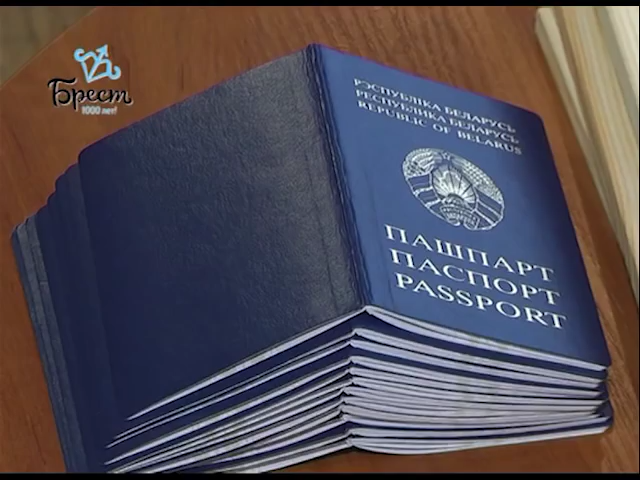 Брест
1000 лет!
РЭСПУБЛІКА БЕЛАРУСЬ
РЕСПУБЛИКА БЕЛАРУСЬ
REPUBLIC OF BELARUS
ПАШПАРТ
ПАСПОРТ
PASSPORT